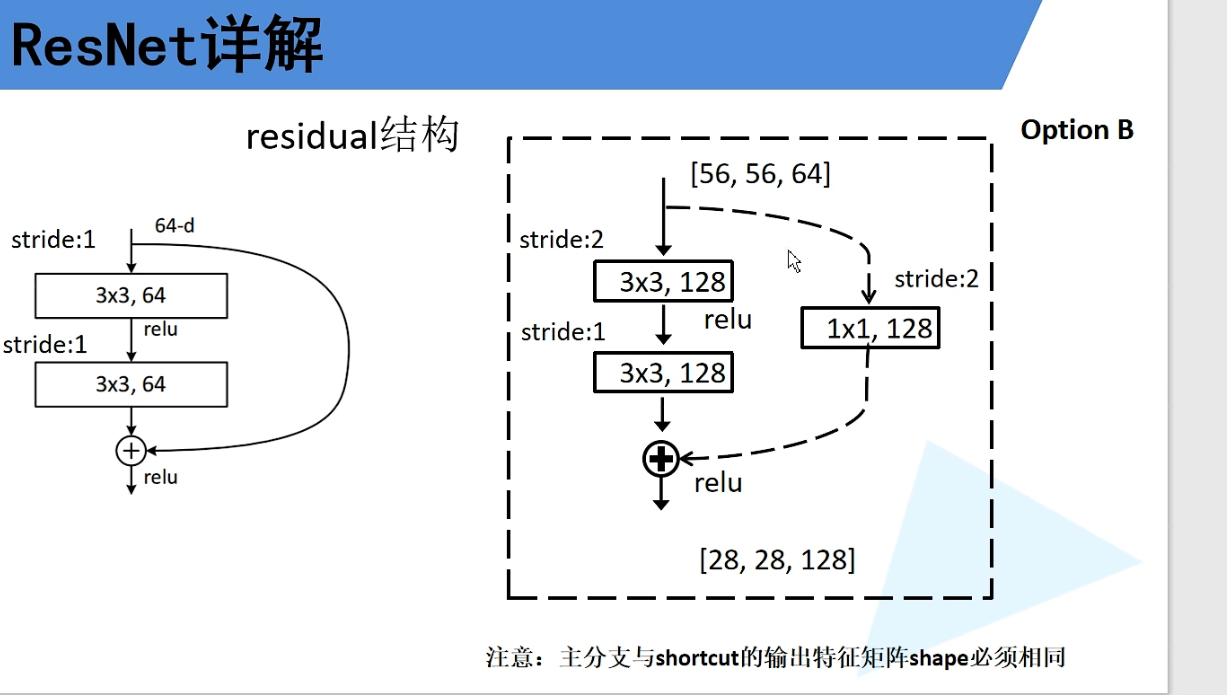 ResNet详解
residual结构
Option B
64-d
stride:1
3x3, 64
relu
stride:1
3x3, 64
relu
[56, 56, 64]
stride:2
3x3, 128
relu
stride:1
3x3, 128
stride:2
1x1, 128
relu
[28, 28, 128]
注意：主分支与shortcut的输出特征矩阵shape必须相同